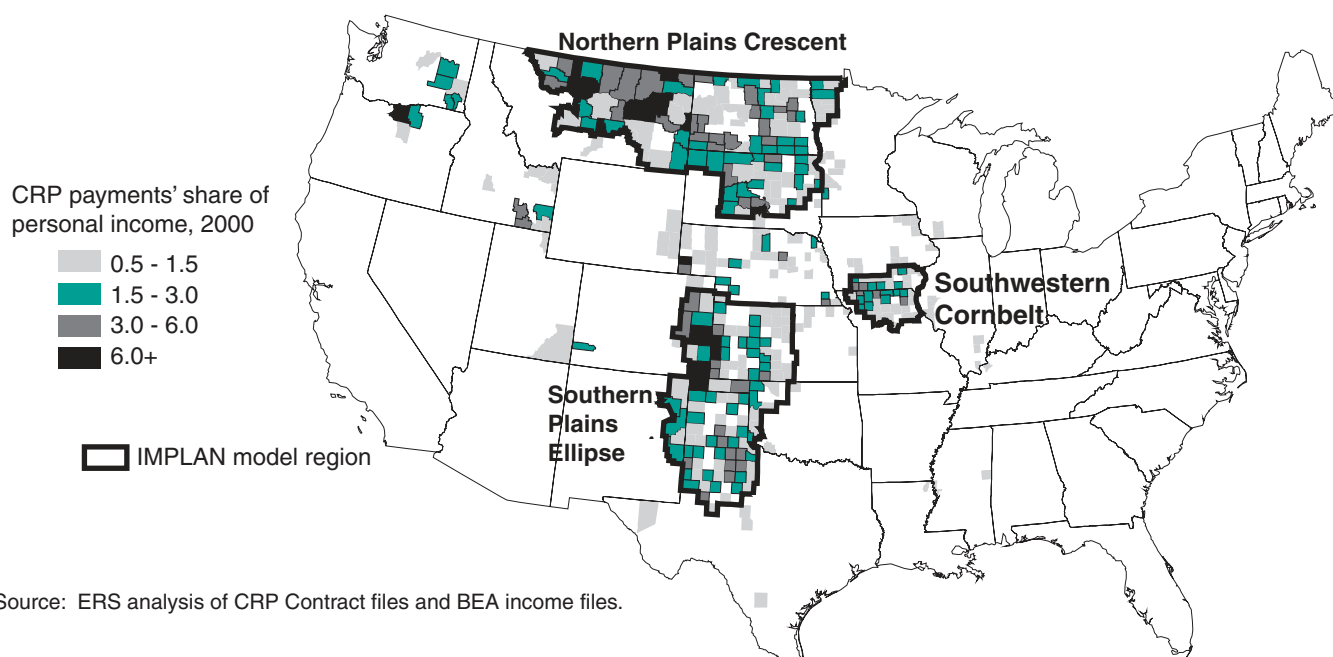 Northern Plains Crescent
CRP payments' share of
personal income, 2000
0.5 - 1.5
1.5 - 3.0
3.0 - 6.0
6.0+
IMPLAN model region
Southwestern
Cornbelt
Southern
Plains
Ellipse
Source: ERS analysis of CRP Contract files and BEA income files.